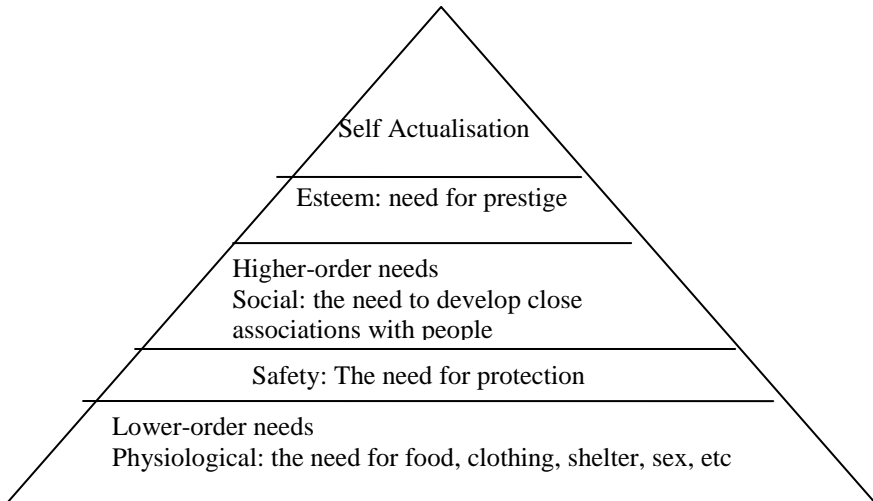 Self Actualisation
Esteem: need for prestige
Higher-order needs
Social: the need to develop close
associations with people
Safety: The need for protection
Lower-order needs
Physiological: the need for food, clothing, shelter, sex, etc